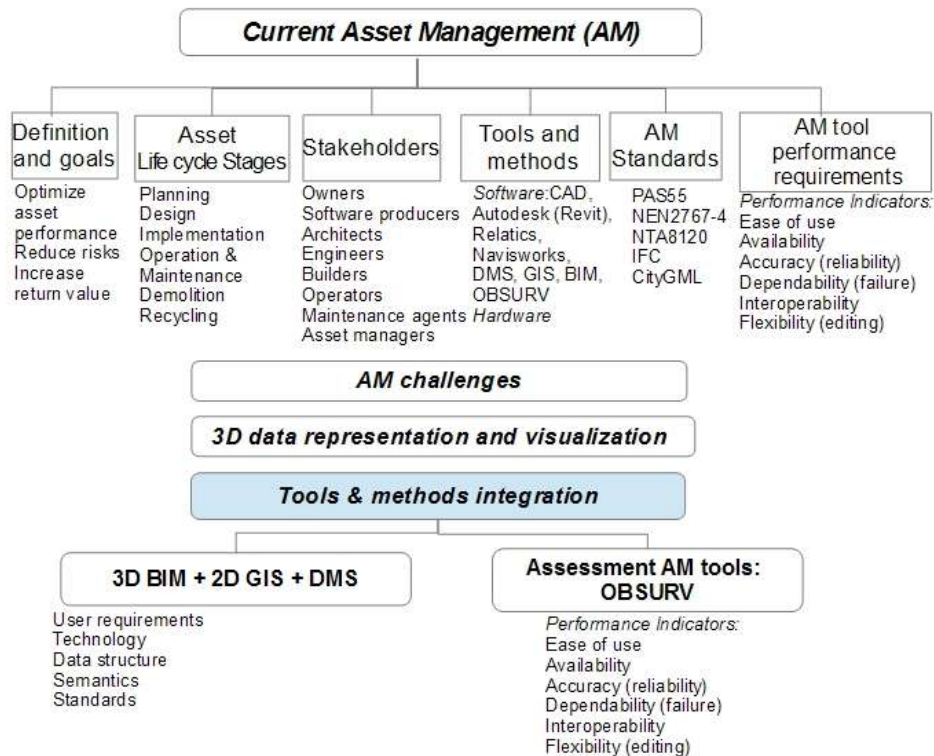 Current Asset Management (AM)
Definition
and goals
Optimize
asset
performance
Reduce risks
Increase
return value
Asset
Life cycle Stages
Planning
Design
Implementation
Operation &
Maintenance
Demolition
Recycling
Stakeholders
Owners
Software producers
Architects
Engineers
Builders
Operators
Maintenance agents
Asset managers
Tools and
methods
Software:CAD,
Autodesk (Revit),
Relatics,
Navisworks,
DMS, GIS, BIM,
OBSURV
Hardware
AM
Standards
PAS55
NEN2767-4
NTA8120
IFC
CityGML
AM tool
performance
requirements
Performance Indicators:
Ease of use
Availability
Accuracy (reliability)
Dependability (failure)
Interoperability
Flexibility (editing)
AM challenges
3D data representation and visualization
Tools & methods integration
3D BIM + 2D GIS + DMS
User requirements
Technology
Data structure
Semantics
Standards
Assessment AM tools:
OBSURV
Performance Indicators:
Ease of use
Availability
Accuracy (reliability)
Dependability (failure)
Interoperability
Flexibility (editing)